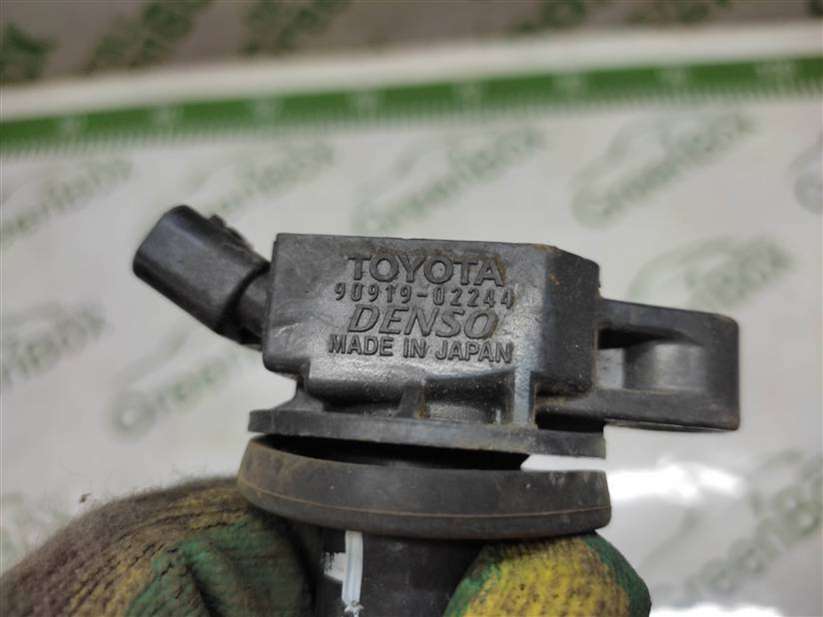 TOYOTA
90919-02244
DENSO
MADE IN JAPAN